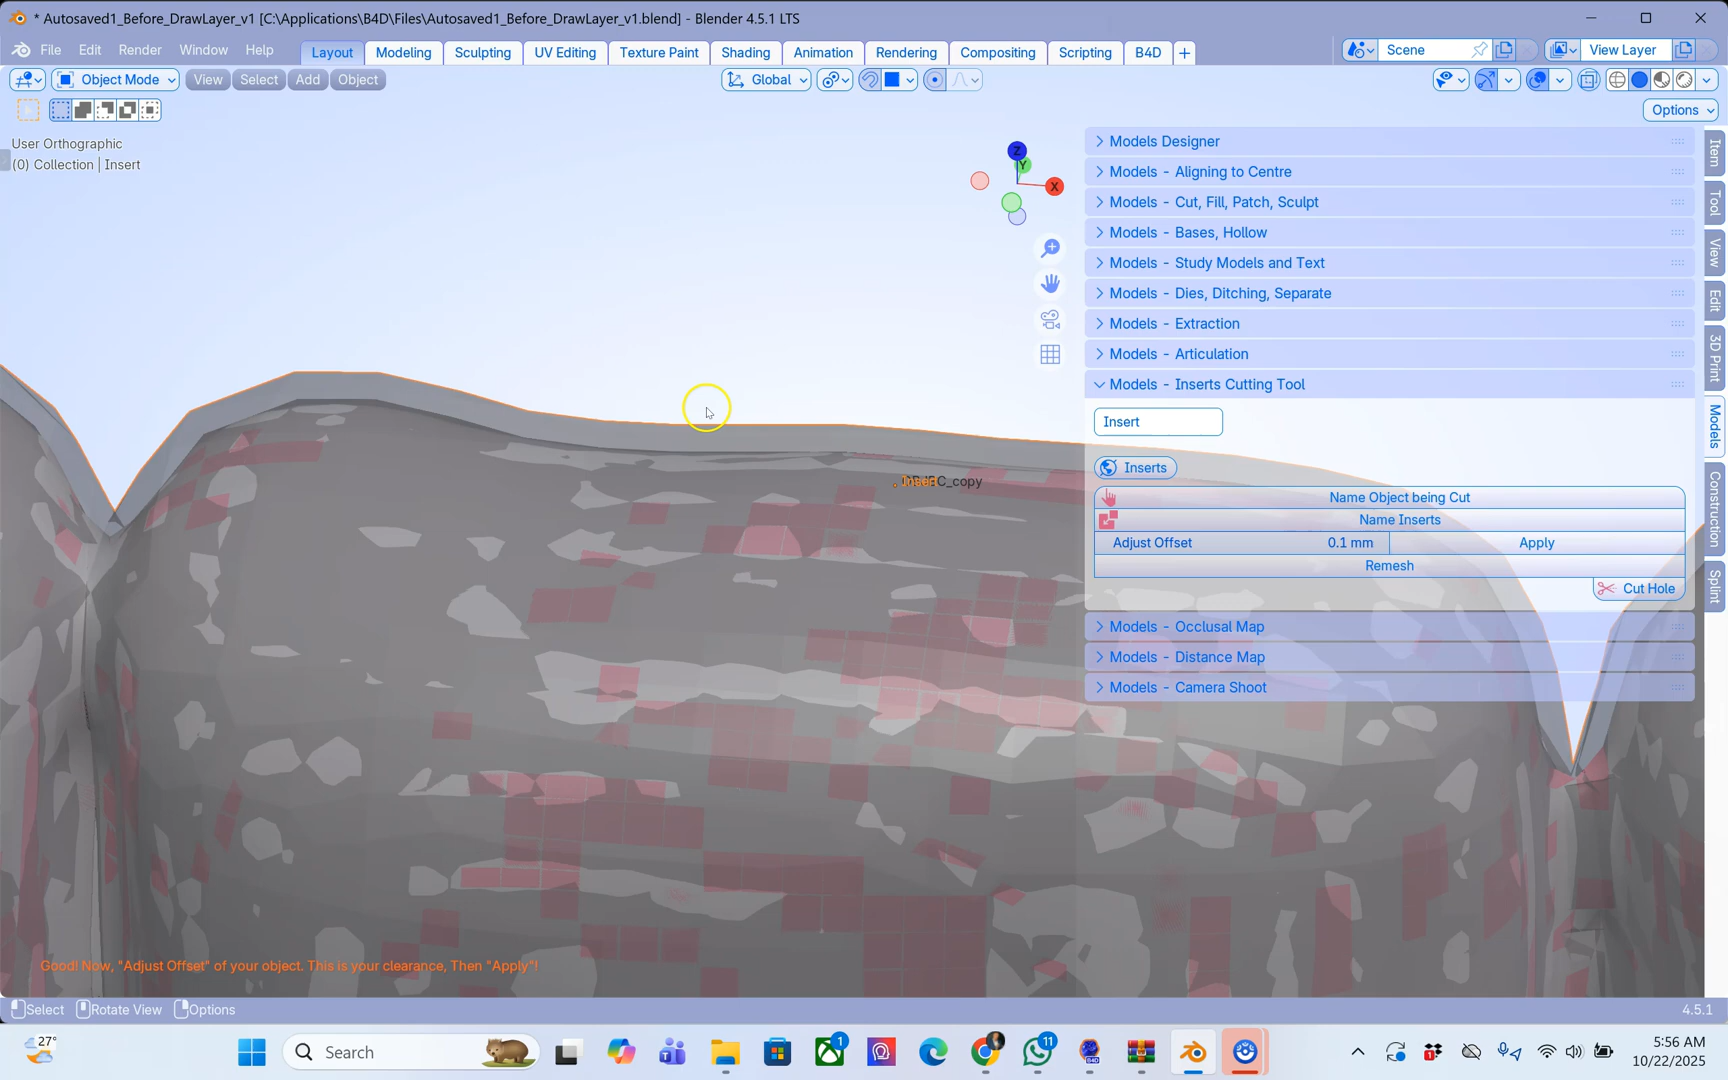 * Autosaved1_Before_DrawLayer_v1 [C:\Applications\B4D\Files\Autosaved1_Before_DrawLayer_v1.blend] - Blender 4.5.1 LTS
File Edit Render Window Help Layout Modeling Sculpting UV Editing Texture Paint Shading Animation Rendering Compositing Scripting B4D + Scene View Layer
Object Mode View Select Add Object Global
Options
User Orthographic
(0) Collection | Insert
Z
Y
X
Models Designer
Models - Aligning to Centre
Models - Cut, Fill, Patch, Sculpt
Models - Bases, Hollow
Models - Study Models and Text
Models - Dies, Ditching, Separate
Models - Extraction
Models - Articulation
Models - Inserts Cutting Tool
Insert
Inserts
Name Object being Cut
Name Inserts
Adjust Offset 0.1 mm Apply
Remesh
Cut Hole
Models - Occlusal Map
Models - Distance Map
Models - Camera Shoot
Item
Tool
View
Edit
3D Print
Models
Construction
Splint
C_copy
Good! Now, "Adjust Offset" of your object. This is your clearance, Then "Apply"!
Select Rotate View Options 4.5.1
27°
Search
1
11
B4D
1
5:56 AM
10/22/2025